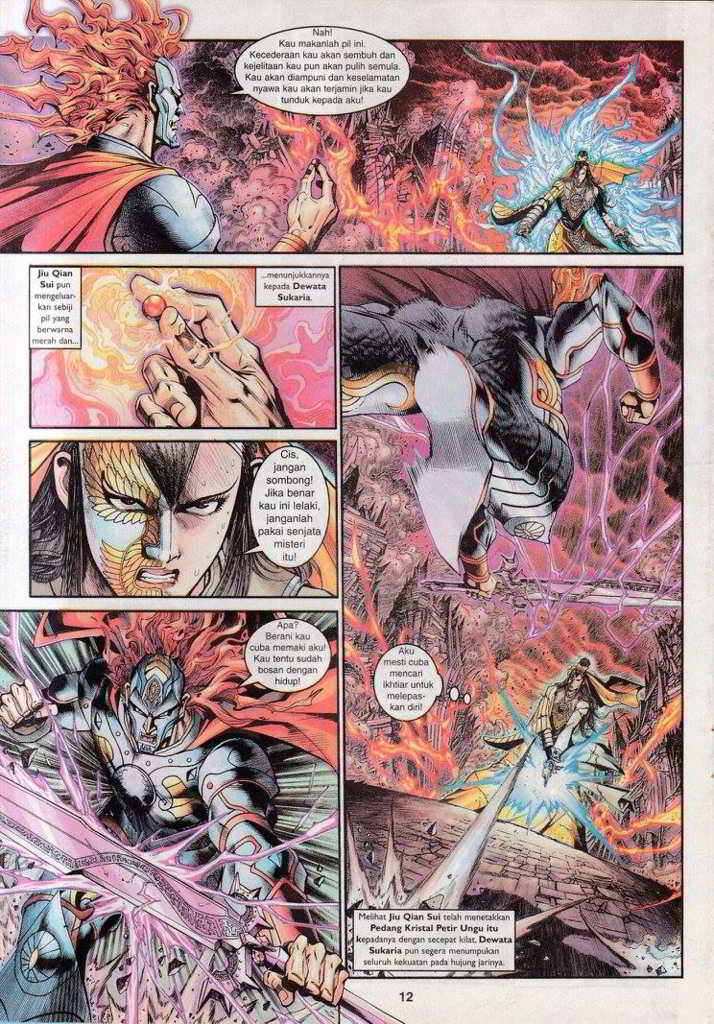 Nah!
Kau makanlah pil ini.
Kecederaan kau akan sembuh dan
kejelitaan kau pun akan pulih semula.
Kau akan diampuni dan keselamatan
nyawa kau akan terjamin jika kau
tunduk kepada aku!
Jiu Qian
Sui pun
mengeluar-
kan sebiji
pil yang
berwarna
merah dan...
...menunjukkannya
kepada Dewata
Sukaria.
Cis,
jangan
sombong!
Jika benar
kau ini lelaki,
janganlah
pakai senjata
misteri
itu!
Apa?
Berani kau
cuba memaki aku!
Kau tentu sudah
bosan dengan
hidup!
Aku
mesti cuba
mencari
ikhtiar untuk
melepas-
kan diri!
Melihat Jiu Qian Sui telah menetakkan
Pedang Kristal Petir Ungu itu
kepadanya dengan secepat kilat, Dewata
Sukaria pun segera menumpukan
seluruh kekuatan pada hujung jarinya.
12